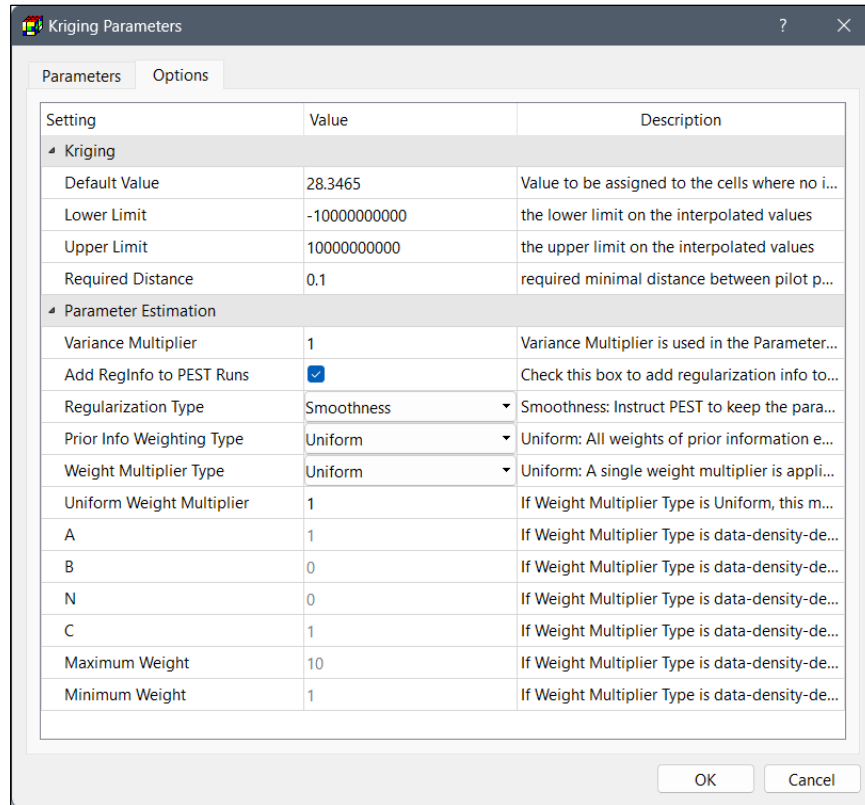 Kriging Parameters ?
Parameters Options
Setting Value Description
Kriging
Default Value 28.3465 Value to be assigned to the cells where no i...
Lower Limit -10000000000 the lower limit on the interpolated values
Upper Limit 10000000000 the upper limit on the interpolated values
Required Distance 0.1 required minimal distance between pilot p...
Parameter Estimation
Variance Multiplier 1 Variance Multiplier is used in the Parameter...
Add RegInfo to PEST Runs Check this box to add regularization info to...
Regularization Type Smoothness Smoothness: Instruct PEST to keep the para...
Prior Info Weighting Type Uniform Uniform: All weights of prior information e...
Weight Multiplier Type Uniform Uniform: A single weight multiplier is appli...
Uniform Weight Multiplier 1 If Weight Multiplier Type is Uniform, this m...
A 1 If Weight Multiplier Type is data-density-de...
B 0 If Weight Multiplier Type is data-density-de...
N 0 If Weight Multiplier Type is data-density-de...
C 1 If Weight Multiplier Type is data-density-de...
Maximum Weight 10 If Weight Multiplier Type is data-density-de...
Minimum Weight 1 If Weight Multiplier Type is data-density-de...
OK Cancel